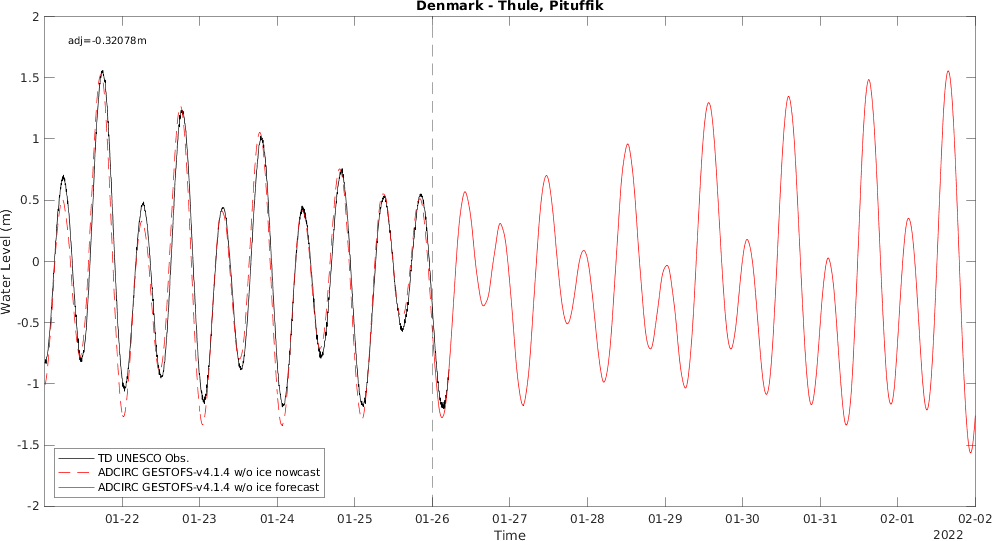 Denmark - Thule, Pituffik
adj=-0.32078m
2
1.5
1
0.5
0
-0.5
-1
-1.5
-2
Water Level (m)
TD UNESCO Obs.
ADCIRC GESTOFS-v4.1.4 w/o ice nowcast
ADCIRC GESTOFS-v4.1.4 w/o ice forecast
01-22 01-23 01-24 01-25 01-26 01-27 01-28 01-29 01-30 01-31 02-01 02-02
Time
2022